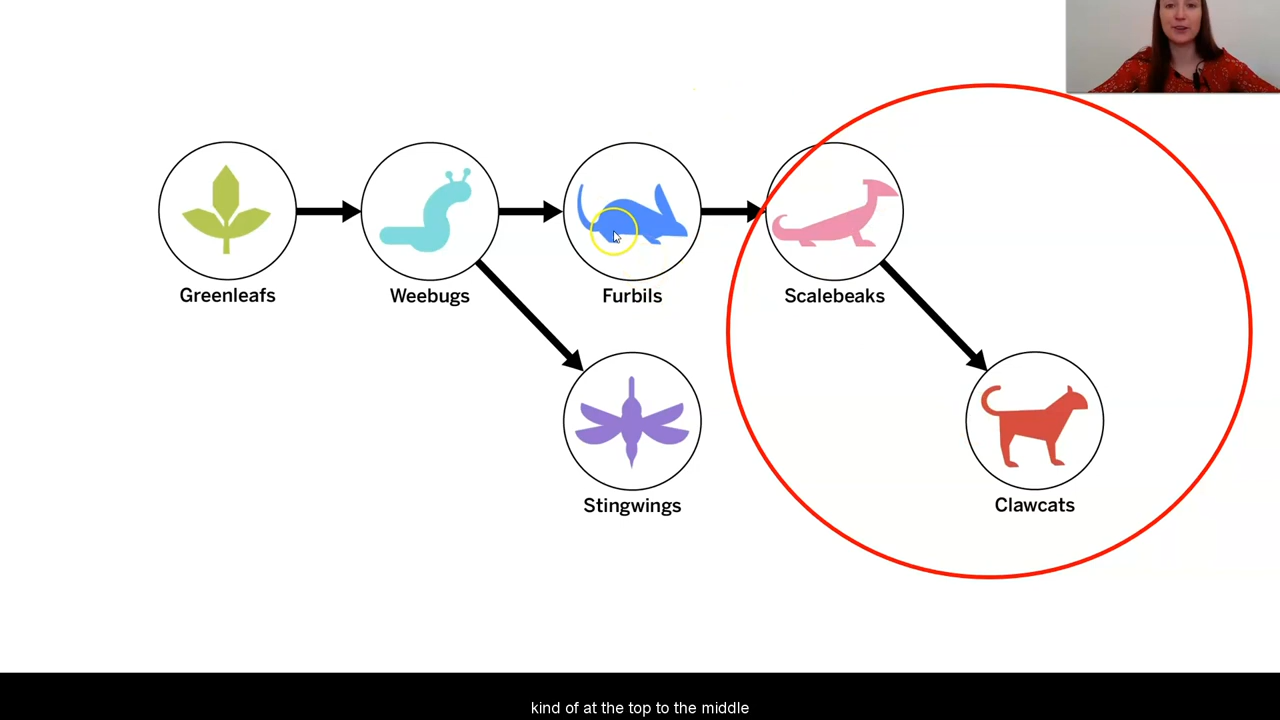 Greenleafs
Weebugs
Furbils
Scalebeaks
Stingwings
Clawcats
kind of at the top to the middle